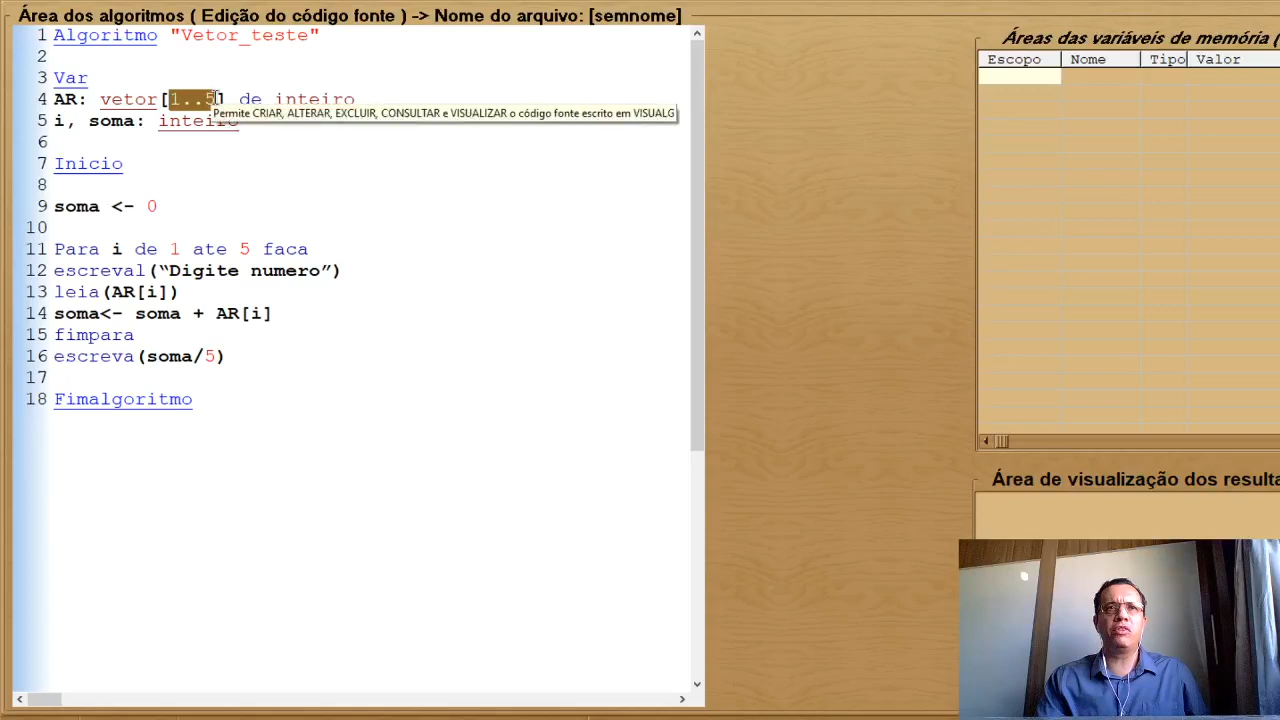 Área dos algoritmos ( Edição do código fonte ) -> Nome do arquivo: [semnome]
1 Algoritmo "Vetor_teste"
2
3 Var
4 AR: vetor[1..5] de inteiro
Permite CRIAR, ALTERAR, EXCLUIR, CONSULTAR e VISUALIZAR o código fonte escrito em VISUALG
5 i, soma: inteiro
6
7 Inicio
8
9 soma <- 0
10
11 Para i de 1 ate 5 faca
12 escreval(“Digite numero”)
13 leia(AR[i])
14 soma<- soma + AR[i]
15 fimpara
16 escreva(soma/5)
17
18 Fimalgoritmo
Áreas das variáveis de memória (
Escopo Nome Tipo Valor
Área de visualização dos resulta